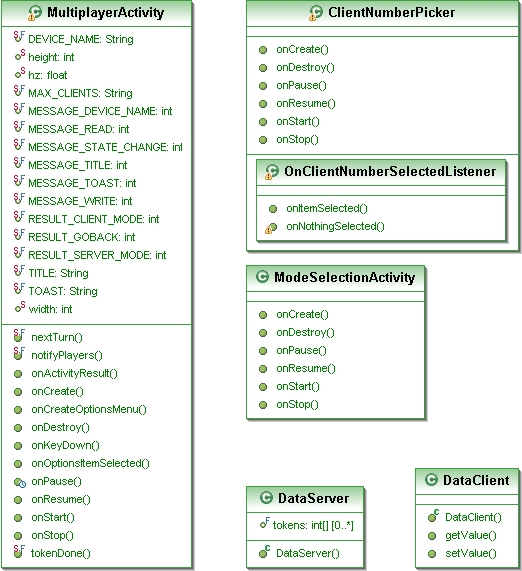 MultiplayerActivity
DEVICE_NAME: String
height: int
hz: float
MAX_CLIENTS: String
MESSAGE_DEVICE_NAME: int
MESSAGE_READ: int
MESSAGE_STATE_CHANGE: int
MESSAGE_TITLE: int
MESSAGE_TOAST: int
MESSAGE_WRITE: int
RESULT_CLIENT_MODE: int
RESULT_GOBACK: int
RESULT_SERVER_MODE: int
TITLE: String
TOAST: String
width: int
nextTurn()
notifyPlayers()
onActivityResult()
onCreate()
onCreateOptionsMenu()
onDestroy()
onKeyDown()
onOptionsItemSelected()
onPause()
onResume()
onStart()
onStop()
tokenDone()
ClientNumberPicker
onCreate()
onDestroy()
onPause()
onResume()
onStart()
onStop()
OnClientNumberSelectedListener
onItemSelected()
onNothingSelected()
ModeSelectionActivity
onCreate()
onDestroy()
onPause()
onResume()
onStart()
onStop()
DataServer
tokens: int[] [0..*]
DataServer()
DataClient
DataClient()
getValue()
setValue()